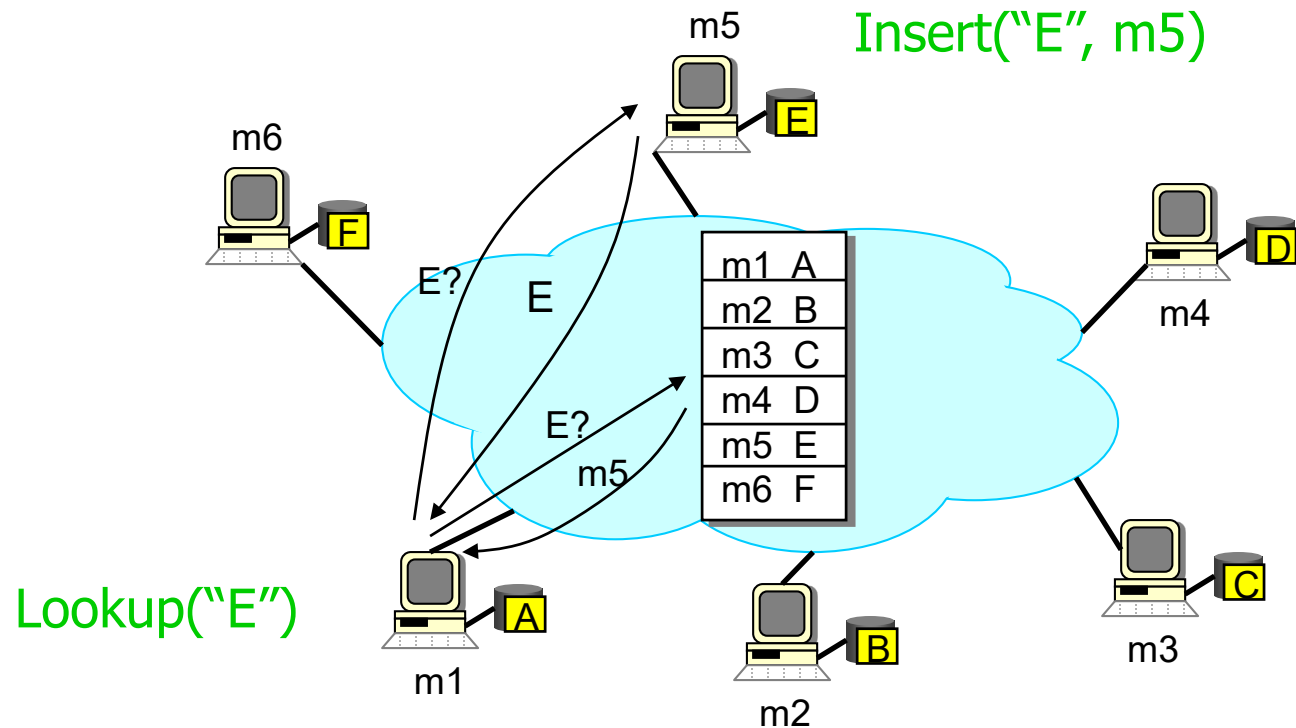 m5
Insert(“E”, m5)
E
m6
F
D
m4
E?
E
m1 A
m2 B
m3 C
m4 D
m5 E
m6 F
E?
m5
Lookup(“E”)
A
m1
B
m2
C
m3